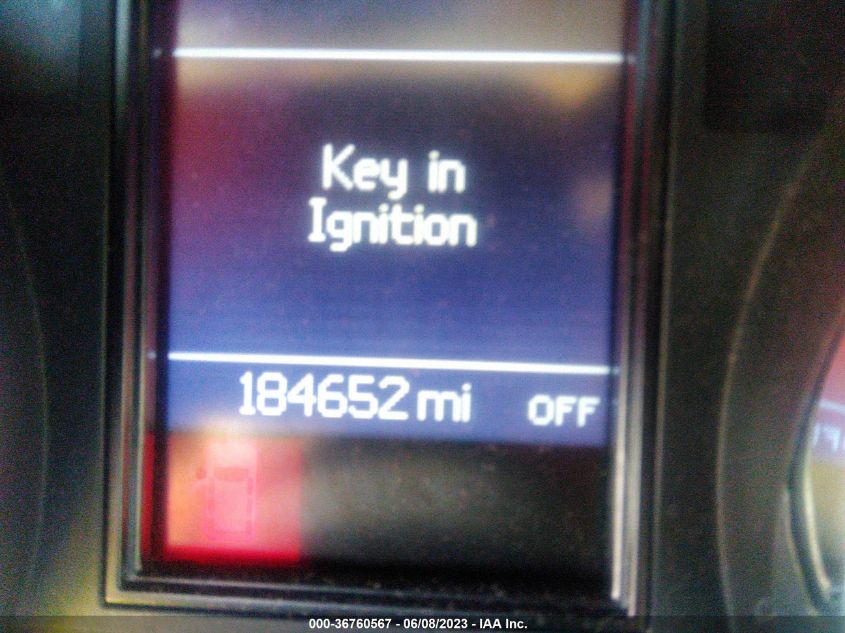 Key in
Ignition
184652 mi OFF
000-36760567 - 06/08/2023 - IAA Inc.